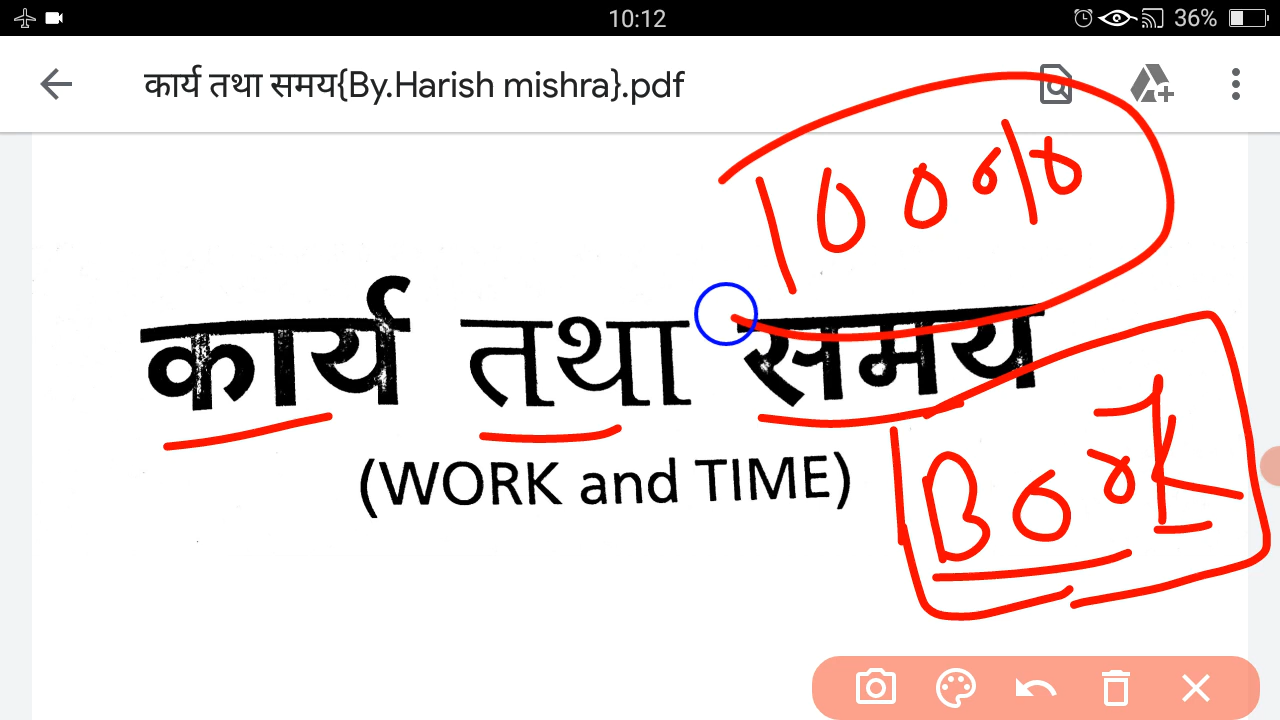 10:12
36%
कार्य तथा समय{By.Harish mishra}.pdf
100%
कार्य तथा समय
(WORK and TIME)
Book